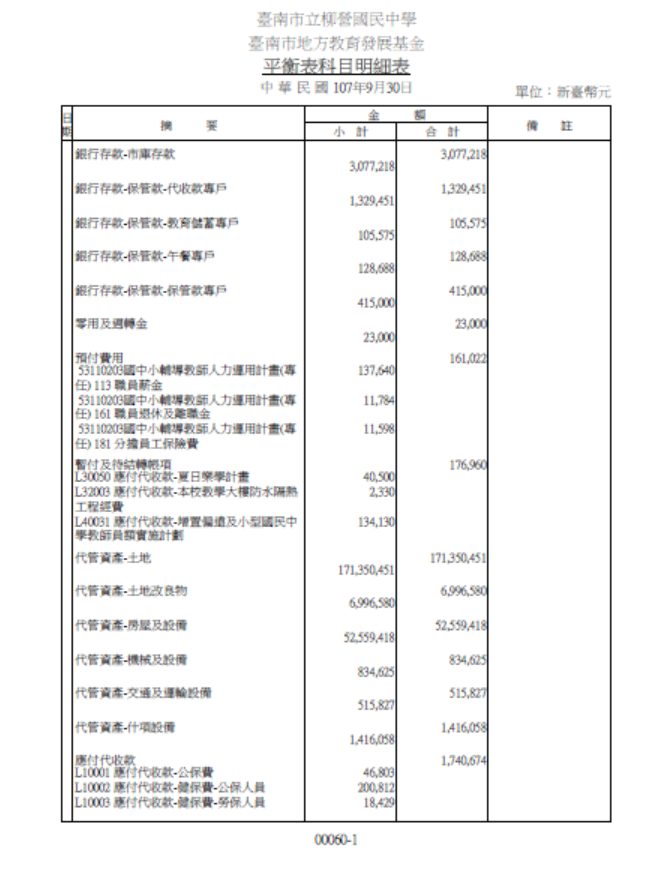 臺南市立柳營國民中學
臺南市地方教育發展基金
平衡表科目明細表
中 華 民 國 107年9月30日
單位：新臺幣元
日期 摘 要 金 額 備 註
小 計 合 計
銀行存款-市庫存款 3,077,218
3,077,218
銀行存款-保管款-代收款專戶 1,329,451
1,329,451
銀行存款-保管款-教育儲蓄專戶 105,575
105,575
銀行存款-保管款-午餐專戶 128,688
128,688
銀行存款-保管款-保管款專戶 415,000
415,000
零用及週轉金 23,000
23,000
預付費用 161,022
53110203國中小輔導教師人力運用計畫(專 137,640
任) 113 職員薪金
53110203國中小輔導教師人力運用計畫(專 11,784
任) 161 職員退休及離職金
53110203國中小輔導教師人力運用計畫(專 11,598
任) 181 分擔員工保險費
暫付及待結轉帳項 176,960
L30050 應付代收款-夏日樂學計畫 40,500
L32003 應付代收款-本校教學大樓防水隔熱 2,330
工程經費
L40031 應付代收款-增置偏遠及小型國民中 134,130
學教師員額實施計劃
代管資產-土地 171,350,451
171,350,451
代管資產-土地改良物 6,996,580
6,996,580
代管資產-房屋及設備 52,559,418
52,559,418
代管資產-機械及設備 834,625
834,625
代管資產-交通及運輸設備 515,827
515,827
代管資產-什項設備 1,416,058
1,416,058
應付代收款 1,740,674
L10001 應付代收款-公保費 46,803
L10002 應付代收款-健保費-公保人員 200,812
L10003 應付代收款-健保費-勞保人員 18,429
00060-1